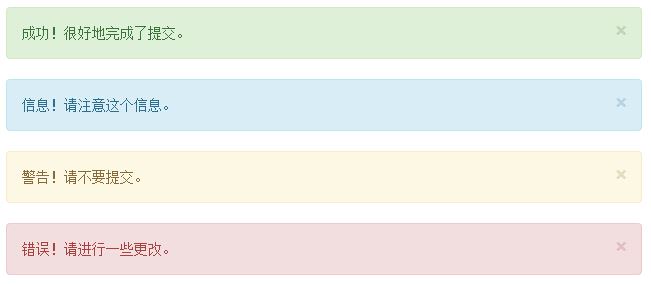 成功！很好地完成了提交。 ×
信息！请注意这个信息。 ×
警告！请不要提交。 ×
错误！请进行一些更改。 ×